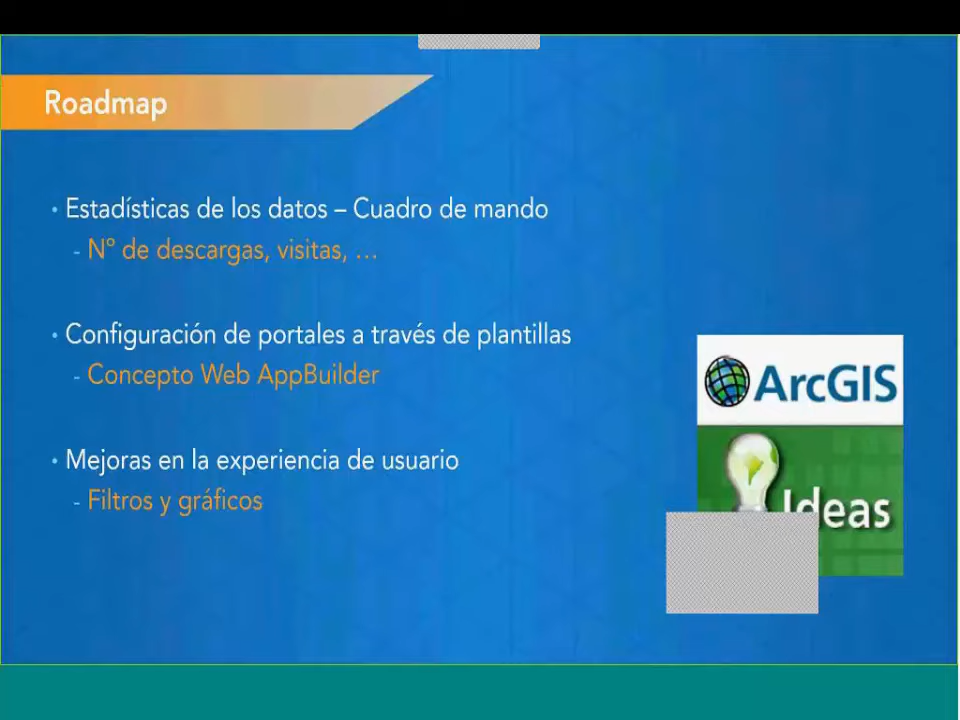 Roadmap
• Estadísticas de los datos – Cuadro de mando
- Nº de descargas, visitas, ...
• Configuración de portales a través de plantillas
- Concepto Web AppBuilder
• Mejoras en la experiencia de usuario
- Filtros y gráficos
ArcGIS
Ideas